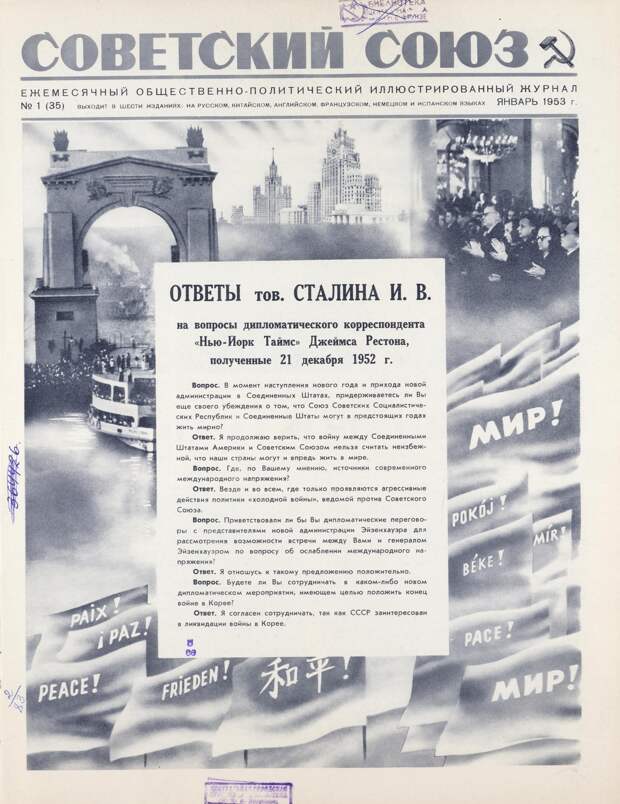 СОВЕТСКИЙ СОЮЗ
ЕЖЕМЕСЯЧНЫЙ ОБЩЕСТВЕННО-ПОЛИТИЧЕСКИЙ ИЛЛЮСТРИРОВАННЫЙ ЖУРНАЛ
№ 1 (35) ВЫХОДИТ В ШЕСТИ ИЗДАНИЯХ: НА РУССКОМ, КИТАЙСКОМ, АНГЛИЙСКОМ, ФРАНЦУЗСКОМ, НЕМЕЦКОМ И ИСПАНСКОМ ЯЗЫКАХ ЯНВАРЬ 1953 г.
ОТВЕТЫ тов. СТАЛИНА И. В.
на вопросы дипломатического корреспондента
«Нью-Йорк Таймс» Джеймса Рестона,
полученные 21 декабря 1952 г.
Вопрос. В момент наступления нового года и прихода новой
администрации в Соединенных Штатах, придерживаетесь ли Вы
еще своего убеждения о том, что Союз Советских Социалистиче-
ских Республик и Соединенные Штаты могут в предстоящих годах
жить мирно?
Ответ. Я продолжаю верить, что войну между Соединенными
Штатами Америки и Советским Союзом нельзя считать неизбеж-
ной, что наши страны могут и впредь жить в мире.
Вопрос. Где, по Вашему мнению, источники современного
международного напряжения?
Ответ. Везде и во всем, где только проявляются агрессивные
действия политики «холодной войны», ведомой против Советского
Союза.
Вопрос. Приветствовали ли бы Вы дипломатические перегово-
ры с представителями новой администрации Эйзенхауэра для
рассмотрения возможности встречи между Вами и генералом
Эйзенхауэром по вопросу об ослаблении международного на-
пряжения?
Ответ. Я отношусь к такому предложению положительно.
Вопрос. Будете ли Вы сотрудничать в каком-либо новом
дипломатическом мероприятии, имеющем целью положить конец
войне в Корее?
Ответ. Я согласен сотрудничать, так как СССР заинтересован
в ликвидации войны в Корее.
МИР!
POKÓJ!
MÍR!
BÉKE!
PAIX!
¡PAZ!
PACE!
PEACE!
FRIEDEN!
和平!
МИР!